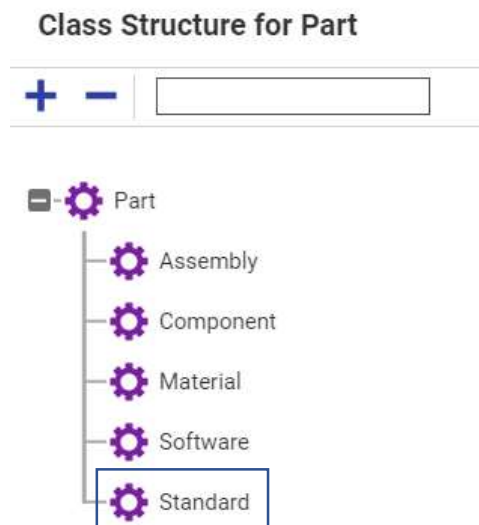 Class Structure for Part
Part
Assembly
Component
Material
Software
Standard